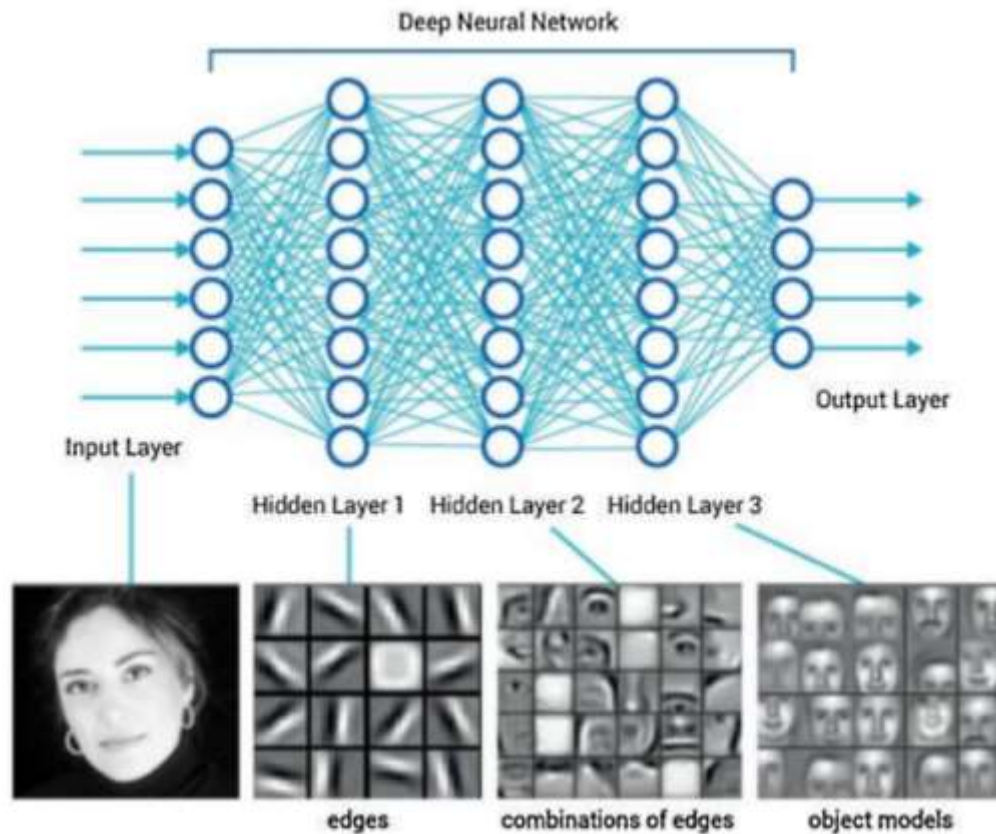 Deep Neural Network
Input Layer
Output Layer
Hidden Layer 1
Hidden Layer 2
Hidden Layer 3
edges
combinations of edges
object models